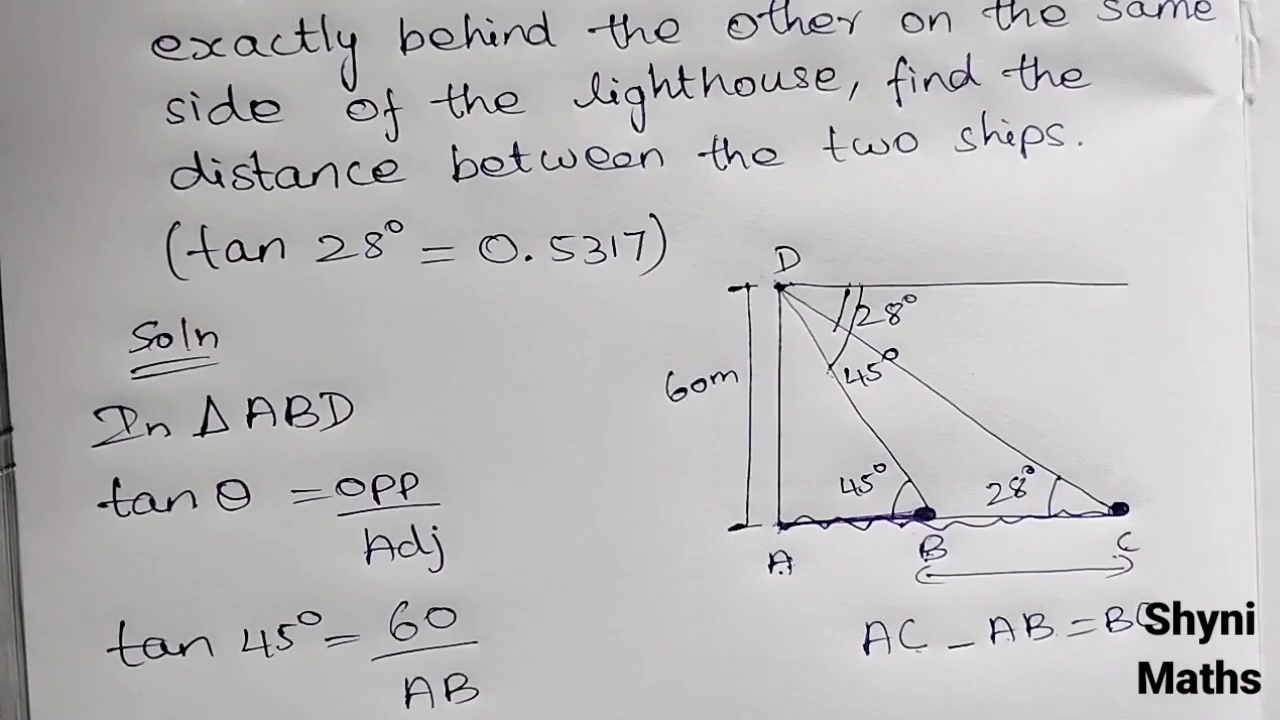 exactly behind the other on the same
side of the lighthouse, find the
distance between the two ships.
(tan 28° = 0.5317)
Soln
In Δ ABD
tan θ = opp
Adj
tan 45° = 60
AB
D
28°
45°
60m
45°
28°
A
B
C
AC - AB = BC
Shyni
Maths